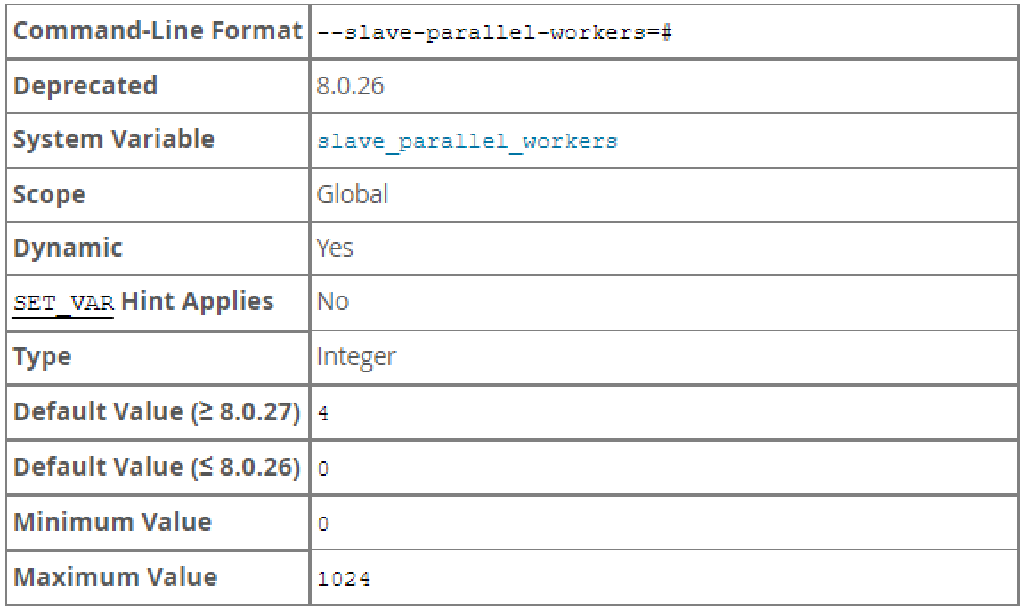 Command-Line Format --slave-parallel-workers=#
Deprecated 8.0.26
System Variable slave_parallel_workers
Scope Global
Dynamic Yes
SET_VAR Hint Applies No
Type Integer
Default Value (≥ 8.0.27) 4
Default Value (≤ 8.0.26) 0
Minimum Value 0
Maximum Value 1024